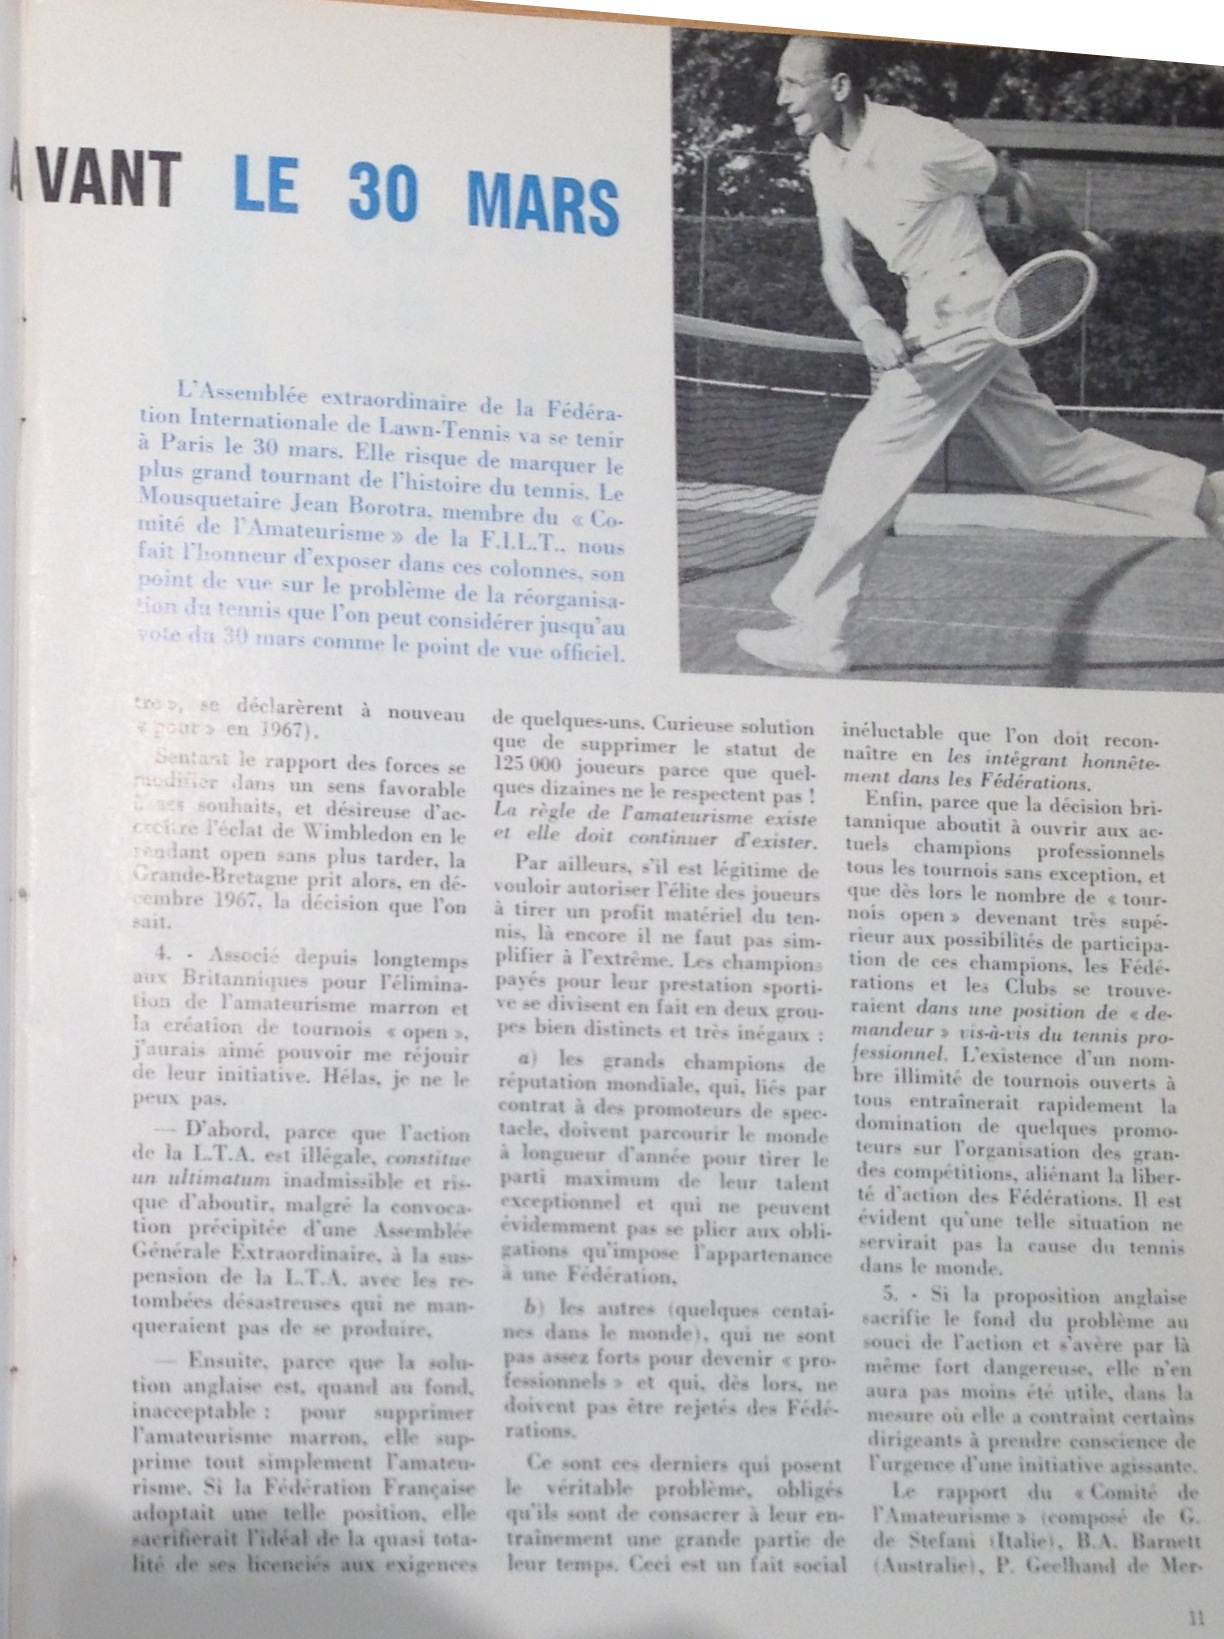 AVANT LE 30 MARS
L'Assemblée extraordinaire de la Fédéra-
tion Internationale de Lawn-Tennis va se tenir
à Paris le 30 mars. Elle risque de marquer le
plus grand tournant de l'histoire du tennis. Le
Mousquetaire Jean Borotra, membre du « Co-
mité de l'Amateurisme » de la F.I.L.T., nous
fait l'honneur d'exposer dans ces colonnes, son
point de vue sur le problème de la réorganisa-
tion du tennis que l'on peut considérer jusqu'au
vote du 30 mars comme le point de vue officiel.
tre », se déclarèrent à nouveau
« pour » en 1967).
Sentant le rapport des forces se
modifier dans un sens favorable
à ses souhaits, et désireuse d'ac-
croître l'éclat de Wimbledon en le
rendant open sans plus tarder, la
Grande-Bretagne prit alors, en dé-
cembre 1967, la décision que l'on
sait.
4. - Associé depuis longtemps
aux Britanniques pour l'élimina-
tion de l'amateurisme marron et
la création de tournois « open »,
j'aurais aimé pouvoir me réjouir
de leur initiative. Hélas, je ne le
peux pas.
— D'abord, parce que l'action
de la L.T.A. est illégale, constitue
un ultimatum inadmissible et ris-
que d'aboutir, malgré la convoca-
tion précipitée d'une Assemblée
Générale Extraordinaire, à la sus-
pension de la L.T.A. avec les re-
tombées désastreuses qui ne man-
queraient pas de se produire.
— Ensuite, parce que la solu-
tion anglaise est, quand au fond,
inacceptable : pour supprimer
l'amateurisme marron, elle sup-
prime tout simplement l'amateu-
risme. Si la Fédération Française
adoptait une telle position, elle
sacrifierait l'idéal de la quasi tota-
lité de ses licenciés aux exigences
de quelques-uns. Curieuse solution
que de supprimer le statut de
125 000 joueurs parce que quel-
ques dizaines ne le respectent pas !
La règle de l'amateurisme existe
et elle doit continuer d'exister.
Par ailleurs, s'il est légitime de
vouloir autoriser l'élite des joueurs
à tirer un profit matériel du ten-
nis, là encore il ne faut pas sim-
plifier à l'extrême. Les champions
payés pour leur prestation sporti-
ve se divisent en fait en deux grou-
pes bien distincts et très inégaux :
a) les grands champions de
réputation mondiale, qui, liés par
contrat à des promoteurs de spec-
tacle, doivent parcourir le monde
à longueur d'année pour tirer le
parti maximum de leur talent
exceptionnel et qui ne peuvent
évidemment pas se plier aux obli-
gations qu'impose l'appartenance
à une Fédération,
b) les autres (quelques centai-
nes dans le monde), qui ne sont
pas assez forts pour devenir « pro-
fessionnels » et qui, dès lors, ne
doivent pas être rejetés des Fédé-
rations.
Ce sont ces derniers qui posent
le véritable problème, obligés
qu'ils sont de consacrer à leur en-
traînement une grande partie de
leur temps. Ceci est un fait social
inéluctable que l'on doit recon-
naître en les intégrant honnête-
ment dans les Fédérations.
Enfin, parce que la décision bri-
tannique aboutit à ouvrir aux ac-
tuels champions professionnels
tous les tournois sans exception, et
que dès lors le nombre de « tour-
nois open » devenant très supé-
rieur aux possibilités de participa-
tion de ces champions, les Fédé-
rations et les Clubs se trouve-
raient dans une position de « de-
mandeur » vis-à-vis du tennis pro-
fessionnel. L'existence d'un nom-
bre illimité de tournois ouverts à
tous entraînerait rapidement la
domination de quelques promo-
teurs sur l'organisation des gran-
des compétitions, aliénant la liber-
té d'action des Fédérations. Il est
évident qu'une telle situation ne
servirait pas la cause du tennis
dans le monde.
5. - Si la proposition anglaise
sacrifie le fond du problème au
souci de l'action et s'avère par là
même fort dangereuse, elle n'en
aura pas moins été utile, dans la
mesure où elle a contraint certains
dirigeants à prendre conscience de
l'urgence d'une initiative agissante.
Le rapport du « Comité de
l'Amateurisme » (composé de G.
de Stefani (Italie), B.A. Barnett
(Australie), P. Geelhand de Mer-
11